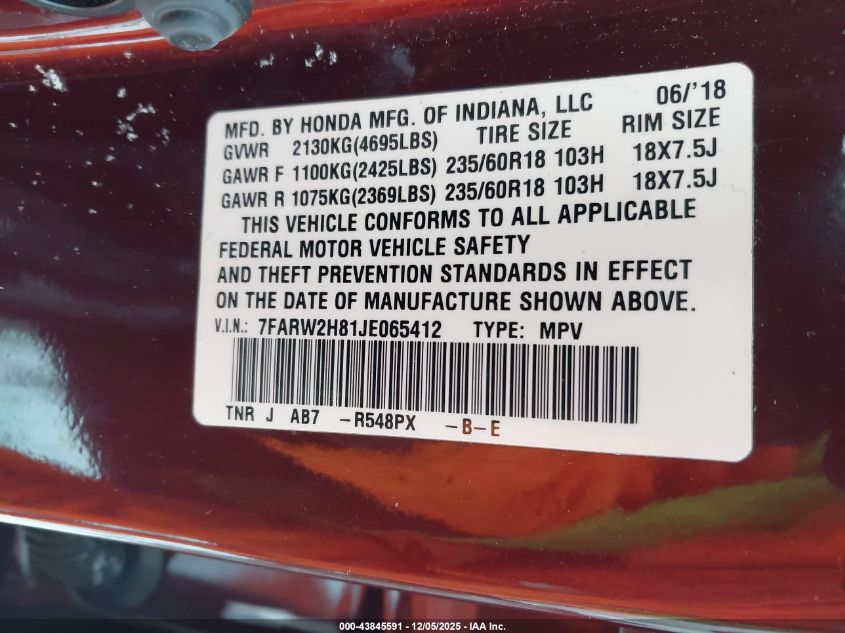 MFD. BY HONDA MFG. OF INDIANA, LLC 06/'18
GVWR 2130KG(4695LBS) TIRE SIZE RIM SIZE
GAWR F 1100KG(2425LBS) 235/60R18 103H 18X7.5J
GAWR R 1075KG(2369LBS) 235/60R18 103H 18X7.5J
THIS VEHICLE CONFORMS TO ALL APPLICABLE
FEDERAL MOTOR VEHICLE SAFETY
AND THEFT PREVENTION STANDARDS IN EFFECT
ON THE DATE OF MANUFACTURE SHOWN ABOVE.
V.I.N.: 7FARW2H81JE065412 TYPE: MPV
TNR J AB7 -R548PX -B-E
000-43845591 - 12/05/2025 - IAA Inc.